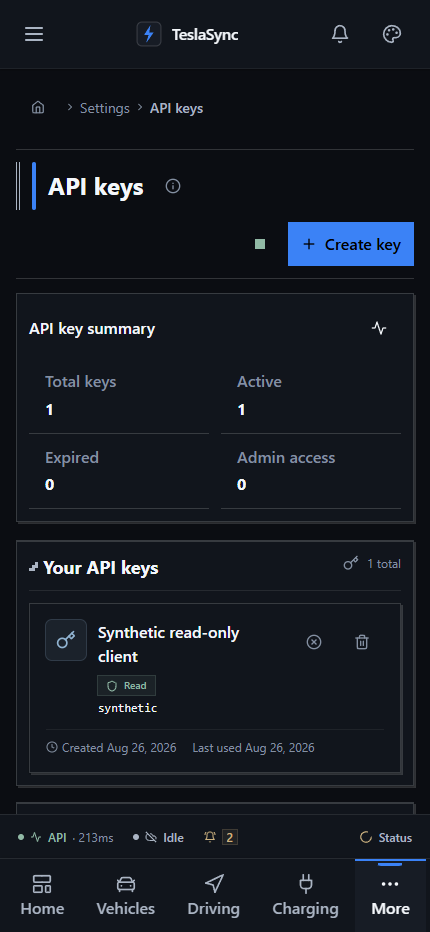 TeslaSync
Settings
API keys
API keys
Create key
API key summary
Total keys
Active
1
1
Expired
Admin access
0
0
Your API keys
1 total
Synthetic read-only
client
Read
synthetic
Created Aug 26, 2026
Last used Aug 26, 2026
API · 213ms
Idle
2
Status
Home
Vehicles
Driving
Charging
More